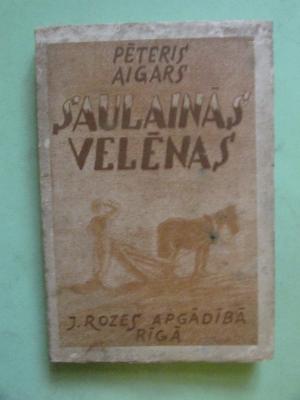 PĒTERIS
AIGARS
SAULAINĀS
VELĒNAS
J. ROZES APGĀDĪBĀ
RĪGĀ